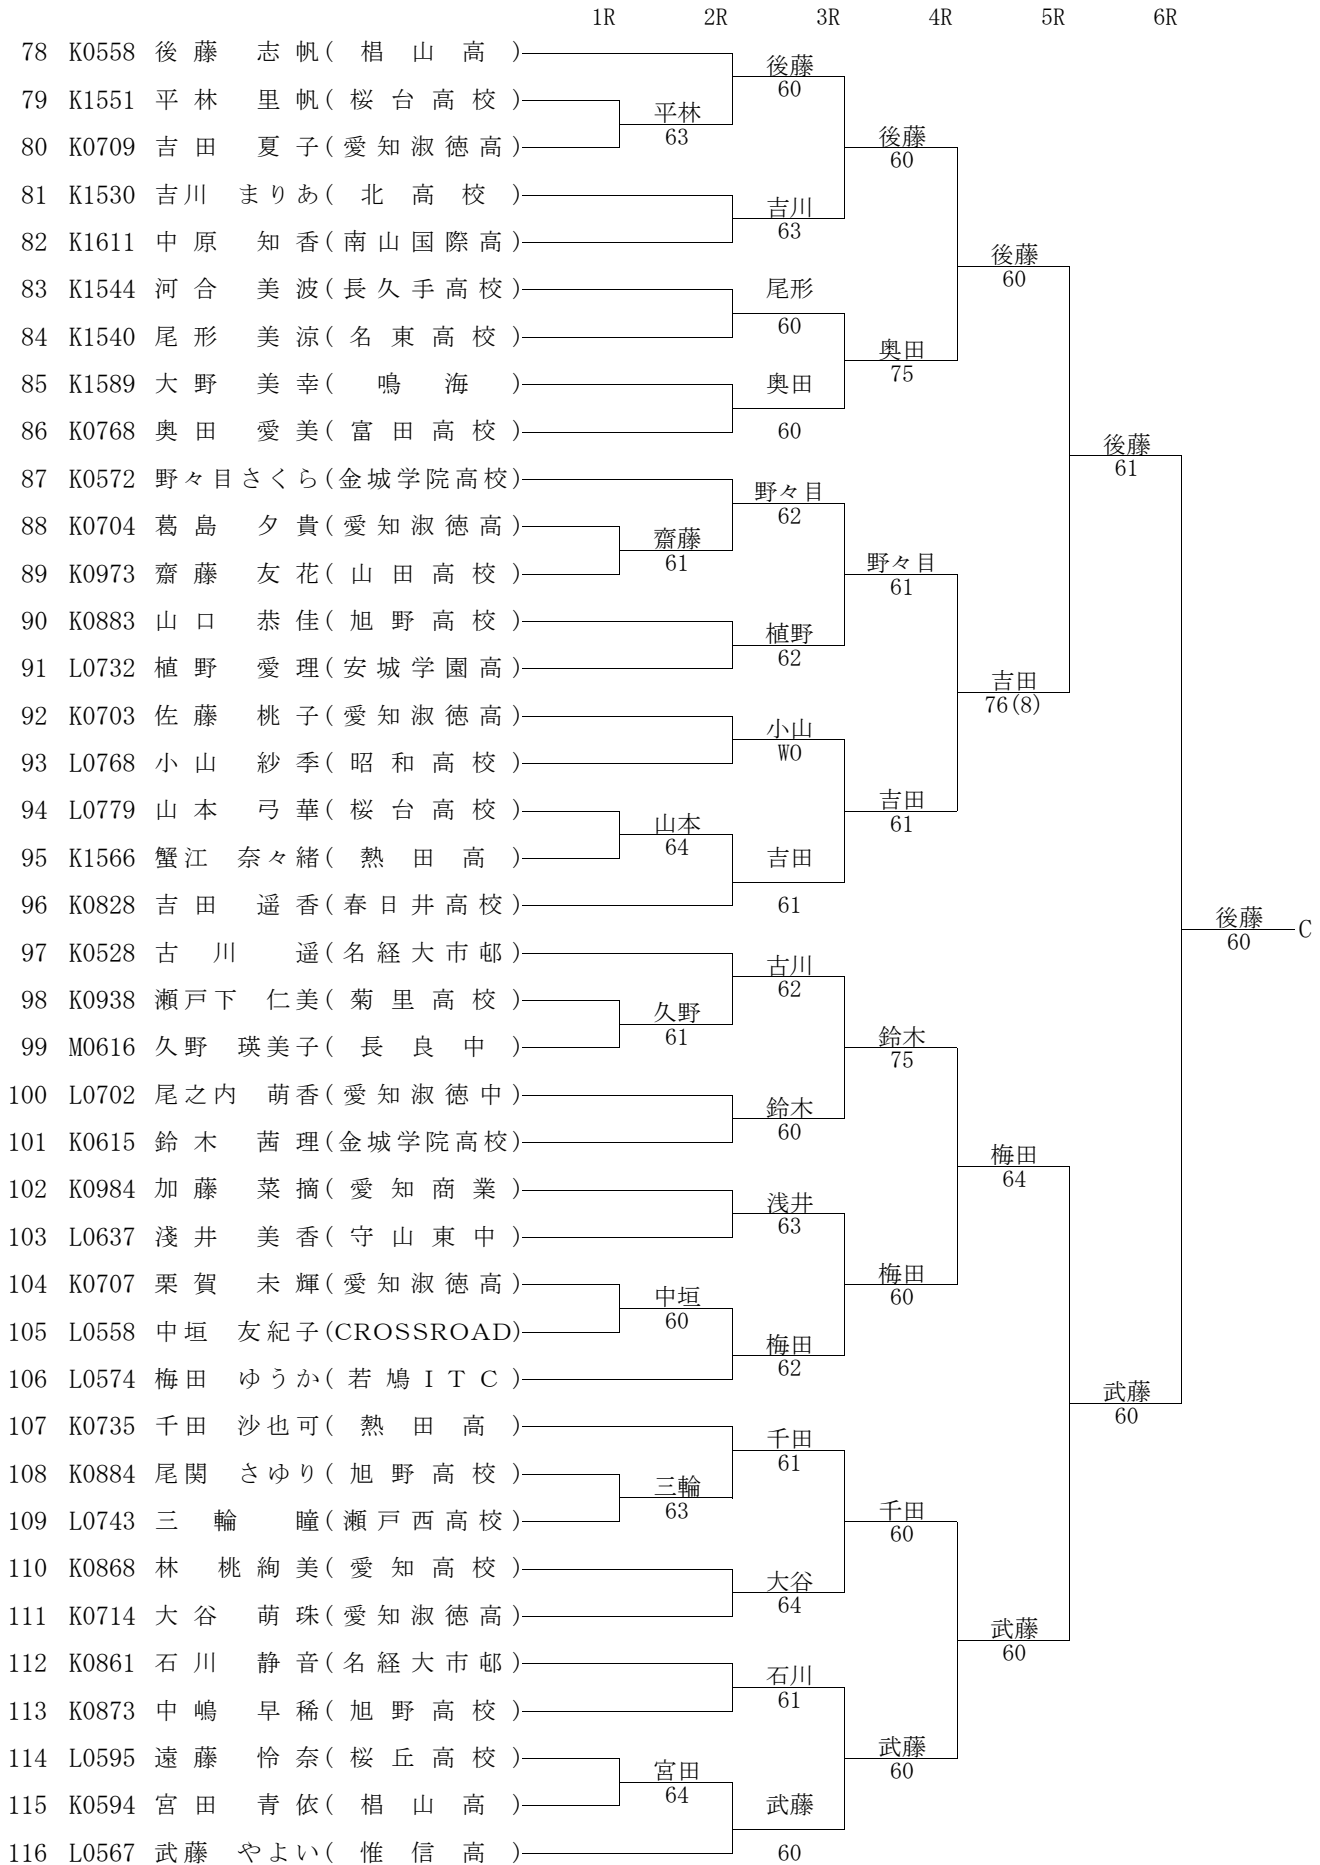 1R 2R 3R 4R 5R 6R
78 K0558 後藤 志帆(椙山高)
後藤
60
79 K1551 平林 里帆(桜台高校)
平林
63
80 K0709 吉田 夏子(愛知淑徳高)
後藤
60
81 K1530 吉川 まりあ(北高校)
吉川
63
82 K1611 中原 知香(南山国際高)
後藤
60
83 K1544 河合 美波(長久手高校)
尾形
60
84 K1540 尾形 美涼(名東高校)
奥田
75
85 K1589 大野 美幸(鳴海)
奥田
60
86 K0768 奥田 愛美(富田高校)
後藤
61
87 K0572 野々目さくら(金城学院高校)
野々目
62
88 K0704 葛島 夕貴(愛知淑徳高)
齋藤
61
89 K0973 齋藤 友花(山田高校)
野々目
61
90 K0883 山口 恭佳(旭野高校)
植野
62
91 L0732 植野 愛理(安城学園高)
吉田
76(8)
92 K0703 佐藤 桃子(愛知淑徳高)
小山
WO
93 L0768 小山 紗季(昭和高校)
吉田
61
94 L0779 山本 弓華(桜台高校)
山本
64
95 K1566 蟹江 奈々緒(熱田高)
吉田
61
96 K0828 吉田 遥香(春日井高校)
後藤
60
C
97 K0528 古川 遥(名経大市邨)
古川
62
98 K0938 瀬戸下 仁美(菊里高校)
久野
61
99 M0616 久野 瑛美子(長良中)
鈴木
75
100 L0702 尾之内 萌香(愛知淑徳中)
鈴木
60
101 K0615 鈴木 茜理(金城学院高校)
梅田
64
102 K0984 加藤 菜摘(愛知商業)
浅井
63
103 L0637 淺井 美香(守山東中)
梅田
60
104 K0707 栗賀 未輝(愛知淑徳高)
中垣
60
105 L0558 中垣 友紀子(CROSSROAD)
梅田
62
106 L0574 梅田 ゆうか(若鳩ITC)
武藤
60
107 K0735 千田 沙也可(熱田高)
千田
61
108 K0884 尾関 さゆり(旭野高校)
三輪
63
109 L0743 三輪 瞳(瀬戸西高校)
千田
60
110 K0868 林 桃絢美(愛知高校)
大谷
64
111 K0714 大谷 萌珠(愛知淑徳高)
武藤
60
112 K0861 石川 静音(名経大市邨)
石川
61
113 K0873 中嶋 早稀(旭野高校)
武藤
60
114 L0595 遠藤 怜奈(桜丘高校)
宮田
64
115 K0594 宮田 青依(椙山高)
武藤
60
116 L0567 武藤 やよい(惟信高)